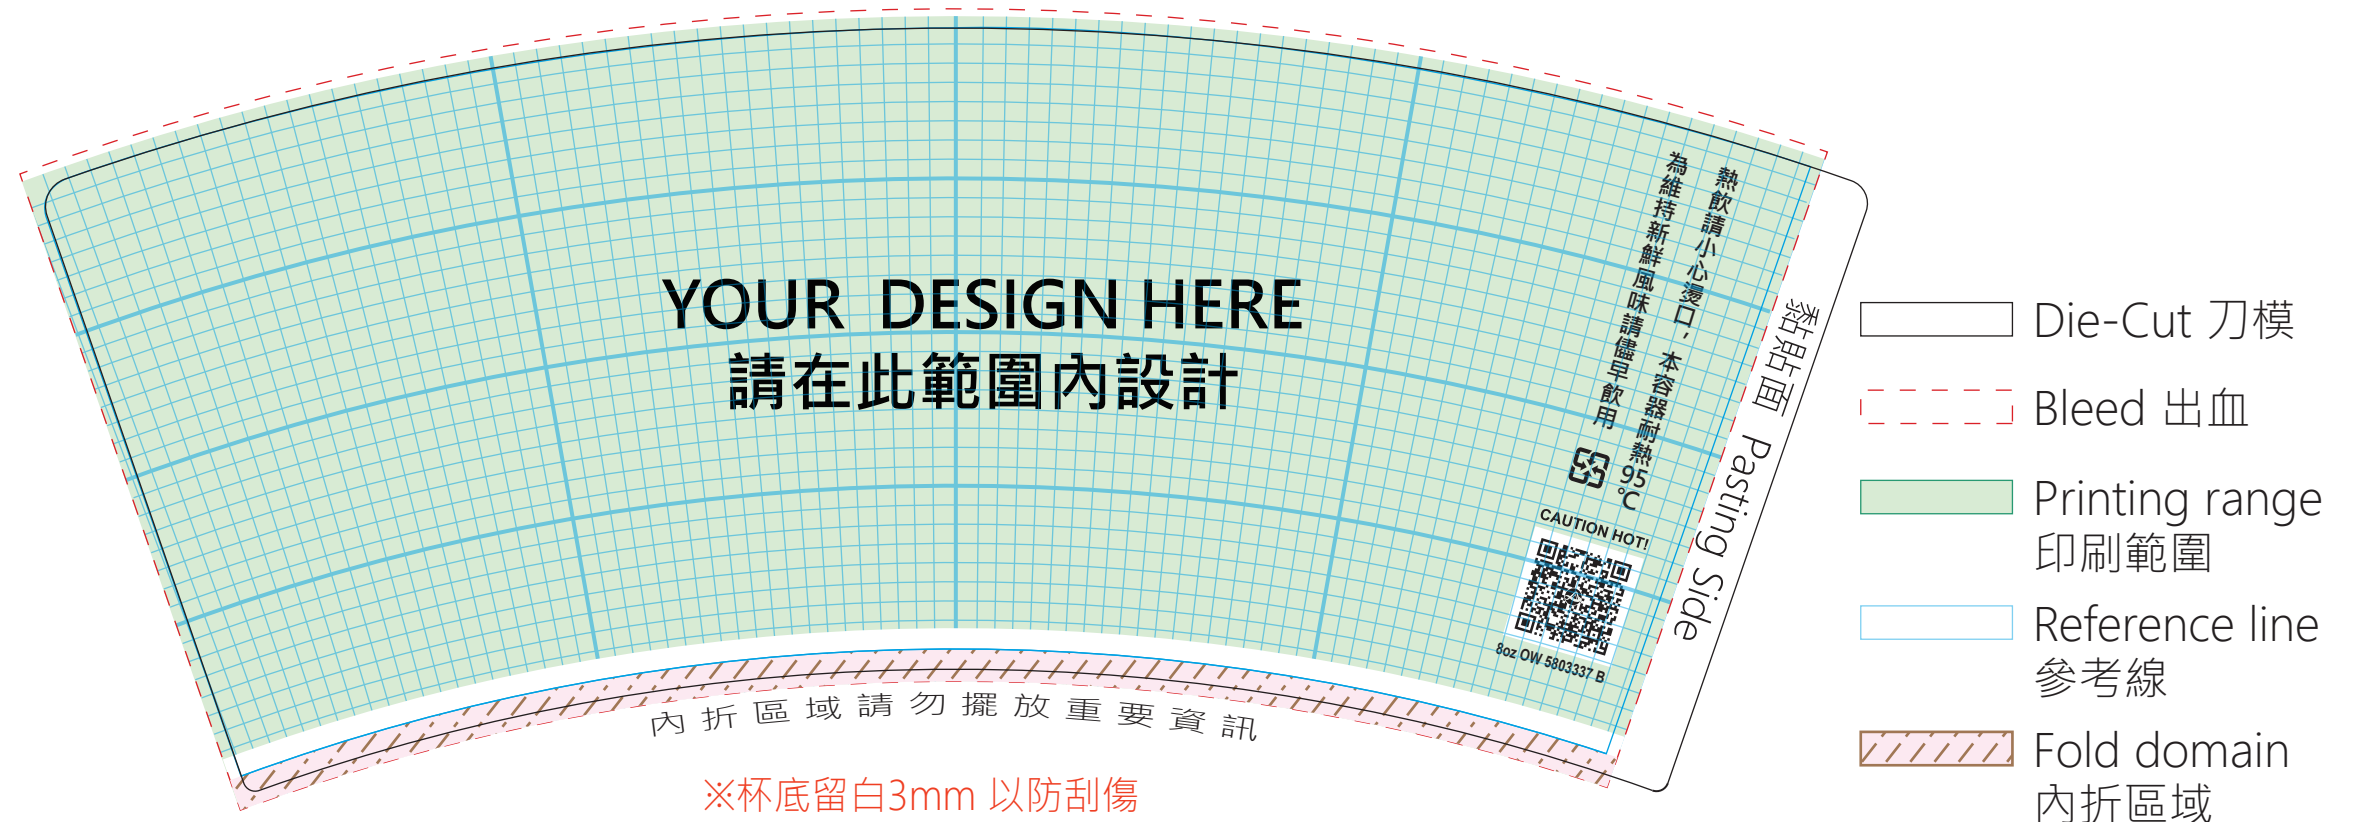 YOUR DESIGN HERE
請在此範圍內設計
熱飲請小心燙口，本容器耐熱95℃
為維持新鮮風味請儘早飲用
CAUTION HOT!
8oz OW 5803337 B
黏貼面 Pasting Side
內折區域請勿擺放重要資訊
※杯底留白3mm 以防刮傷
Die-Cut 刀模
Bleed 出血
Printing range
印刷範圍
Reference line
參考線
Fold domain
內折區域